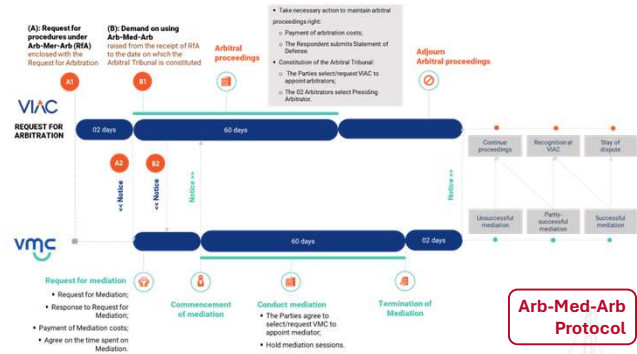 (A): Request for
procedures under
Arb-Mer-Arb (RfA)
enclosed with the
Request for Arbitration
(B): Demand on using
Arb-Med-Arb
raised from the receipt of RfA
to the date on which the
Arbitral Tribunal is constituted
Arbitral
proceedings
• Take necessary action to maintain arbitral
proceedings right:
o Payment of arbitration costs;
o The Respondent submits Statement of
Defense.
• Constitution of the Arbitral Tribunal:
o The Parties select/request VIAC to
appoint arbitrators;
o The 02 Arbitrators select Presiding
Arbitrator.
Adjourn
Arbitral proceedings
A1
B1
VIAC
REQUEST FOR
ARBITRATION
02 days
60 days
Continue
proceedings
Recognition at
VIAC
Stay of
dispute
A2
B2
<< Notice
<< Notice
Notice >>
Notice >>
Unsuccessful
mediation
Partly-
successful
mediation
Successful
mediation
vmc
60 days
02 days
Request for mediation
• Request for Mediation;
• Response to Request for
Mediation;
• Payment of Mediation costs;
• Agree on the time spent on
Mediation.
Commencement
of mediation
Conduct mediation
• The Parties agree to
select/request VMC to
appoint mediator;
• Hold mediation sessions.
Termination of
Mediation
Arb-Med-Arb
Protocol